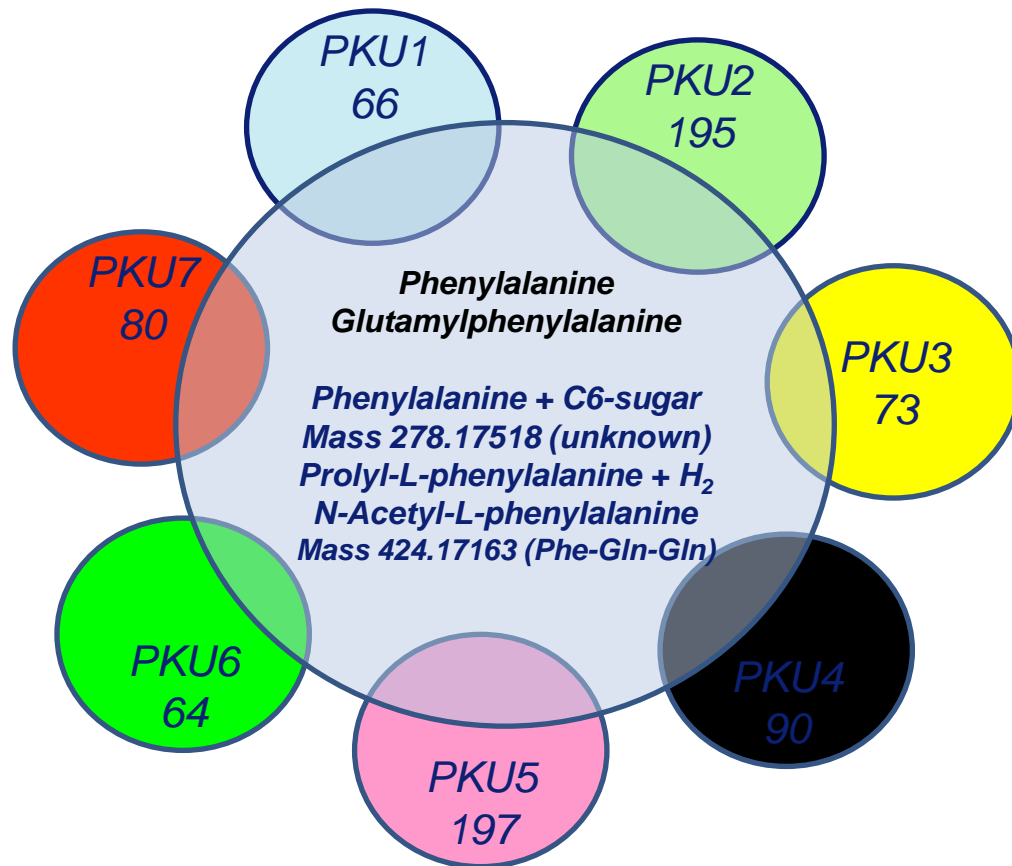 PKU1
66
PKU2
195
PKU7
80
Phenylalanine
Glutamylphenylalanine
PKU3
73
Phenylalanine + C6-sugar
Mass 278.17518 (unknown)
Prolyl-L-phenylalanine + H₂
N-Acetyl-L-phenylalanine
Mass 424.17163 (Phe-Gln-Gln)
PKU6
64
PKU4
90
PKU5
197